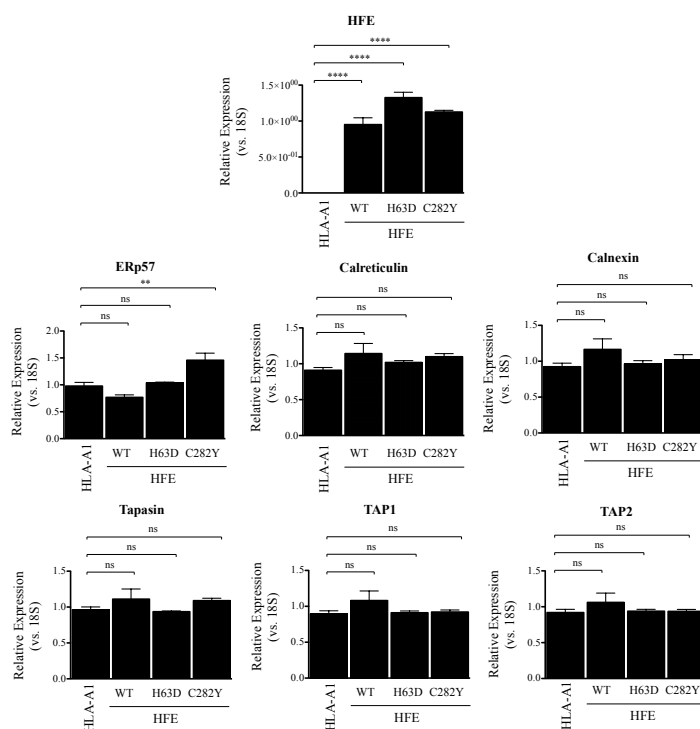 HFE
****
****
****
Relative Expression
(vs. 18S)
1.5×10⁰⁰
1.0×10⁰⁰
5.0×10⁻⁰¹
0.0
HLA-A1
WT H63D C282Y
HFE
ERp57
**
ns
ns
Relative Expression
(vs. 18S)
2.0
1.5
1.0
0.5
0.0
HLA-A1
WT H63D C282Y
HFE
Calreticulin
ns
ns
ns
Relative Expression
(vs. 18S)
1.5
1.0
0.5
0.0
HLA-A1
WT H63D C282Y
HFE
Calnexin
ns
ns
ns
Relative Expression
(vs. 18S)
1.5
1.0
0.5
0.0
HLA-A1
WT H63D C282Y
HFE
Tapasin
ns
ns
ns
Relative Expression
(vs. 18S)
1.5
1.0
0.5
0.0
HLA-A1
WT H63D C282Y
HFE
TAP1
ns
ns
ns
Relative Expression
(vs. 18S)
1.5
1.0
0.5
0.0
HLA-A1
WT H63D C282Y
HFE
TAP2
ns
ns
ns
Relative Expression
(vs. 18S)
1.5
1.0
0.5
0.0
HLA-A1
WT H63D C282Y
HFE